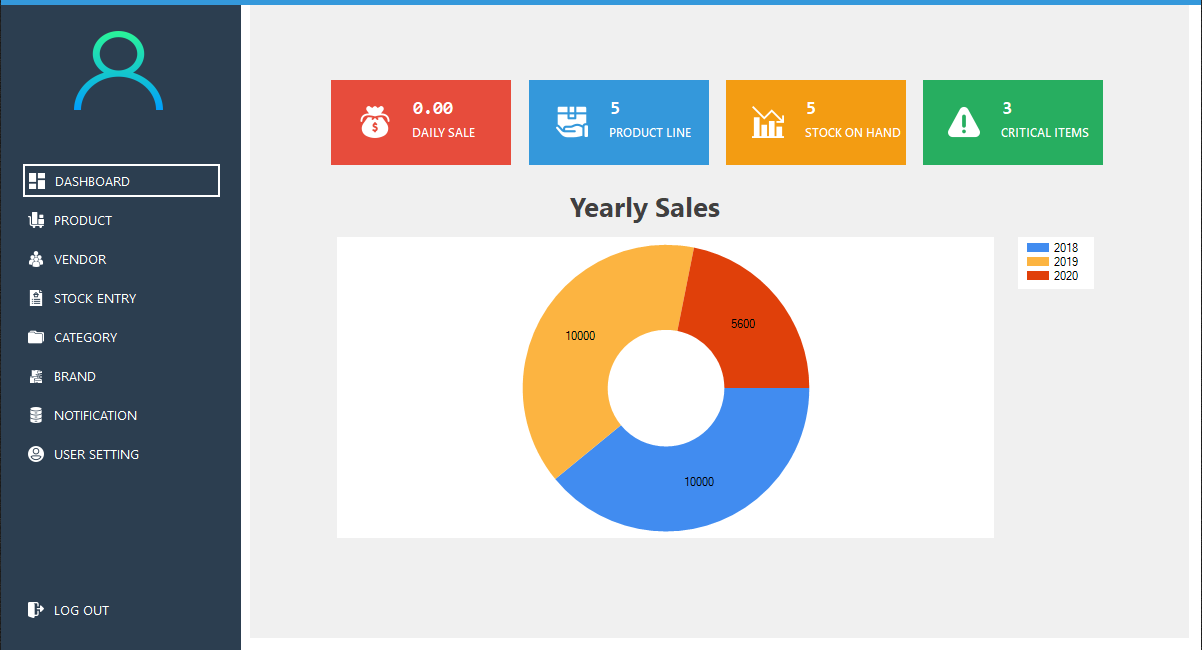 0.00
DAILY SALE
5
PRODUCT LINE
5
STOCK ON HAND
3
CRITICAL ITEMS
DASHBOARD
PRODUCT
VENDOR
STOCK ENTRY
CATEGORY
BRAND
NOTIFICATION
USER SETTING
LOG OUT
Yearly Sales
2018
2019
2020
5600
10000
10000
$